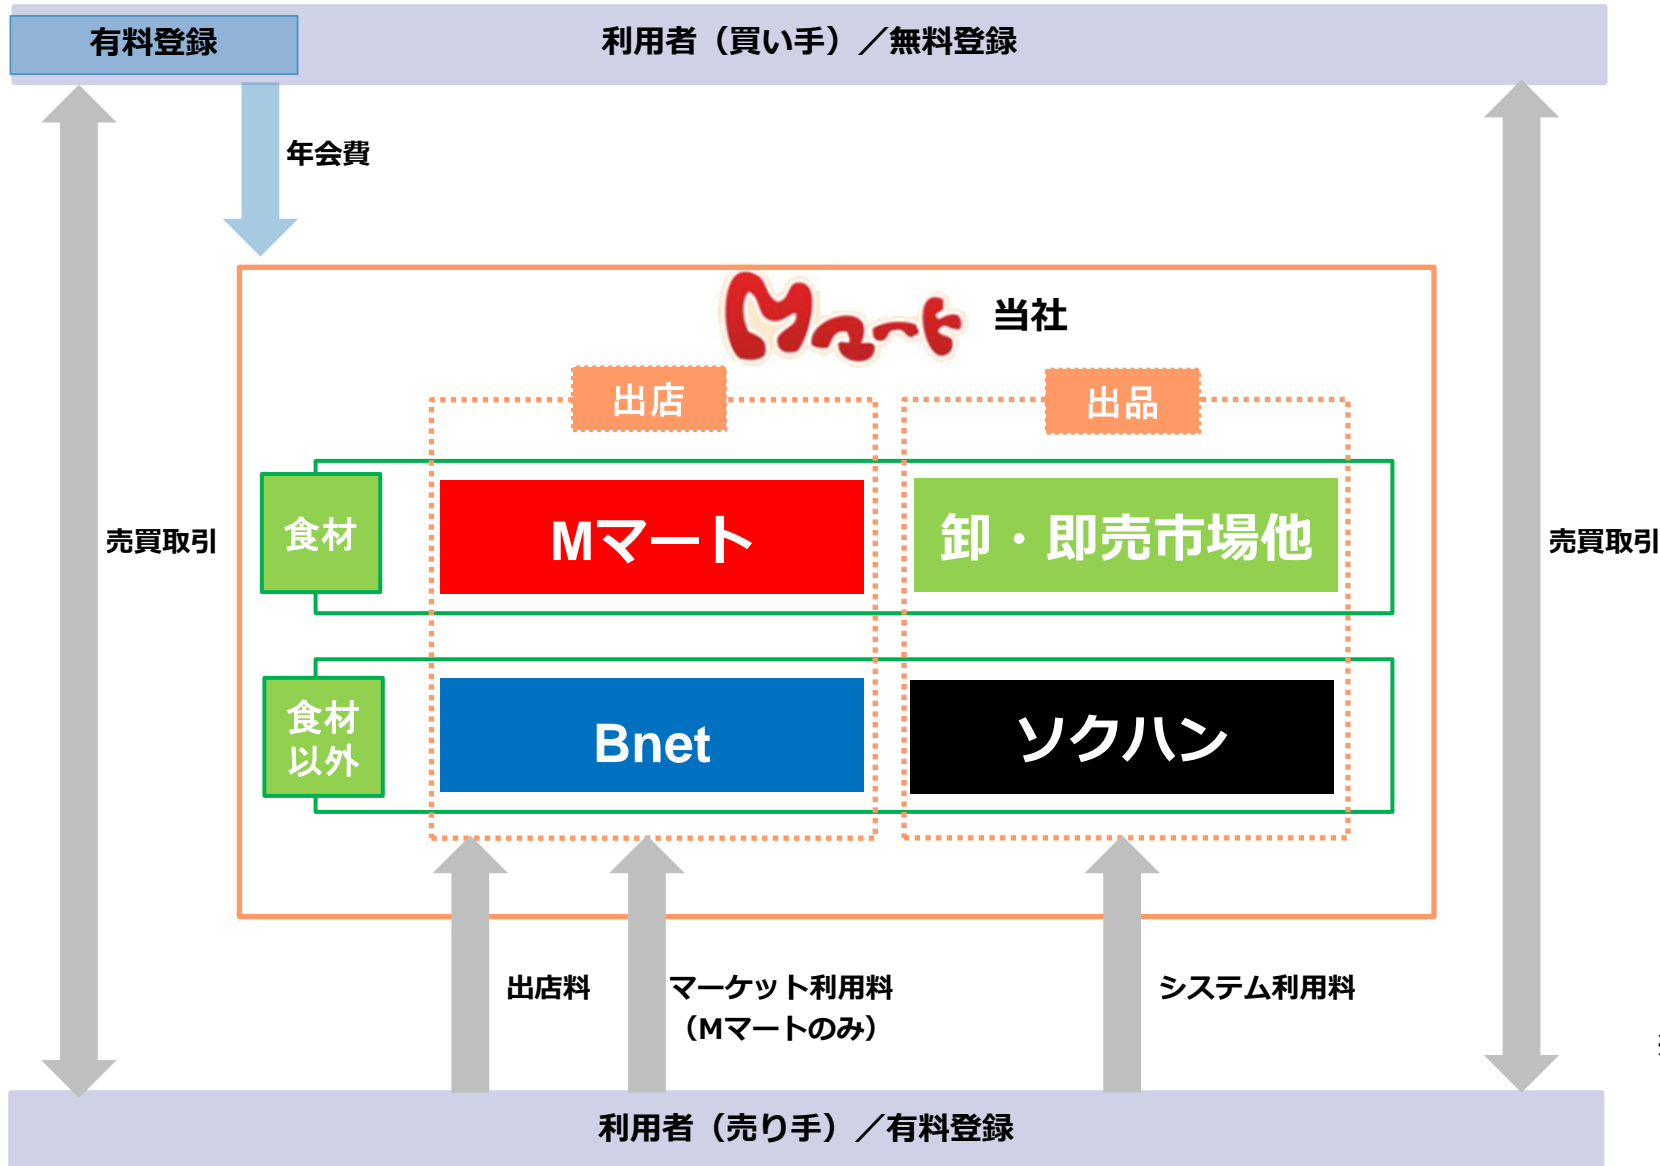 有料登録
利用者（買い手）／無料登録
年会費
Mマート 当社
出店
出品
食材
Mマート
卸・即売市場他
売買取引
売買取引
食材
以外
Bnet
ソクハン
出店料
マーケット利用料
（Mマートのみ）
システム利用料
利用者（売り手）／有料登録